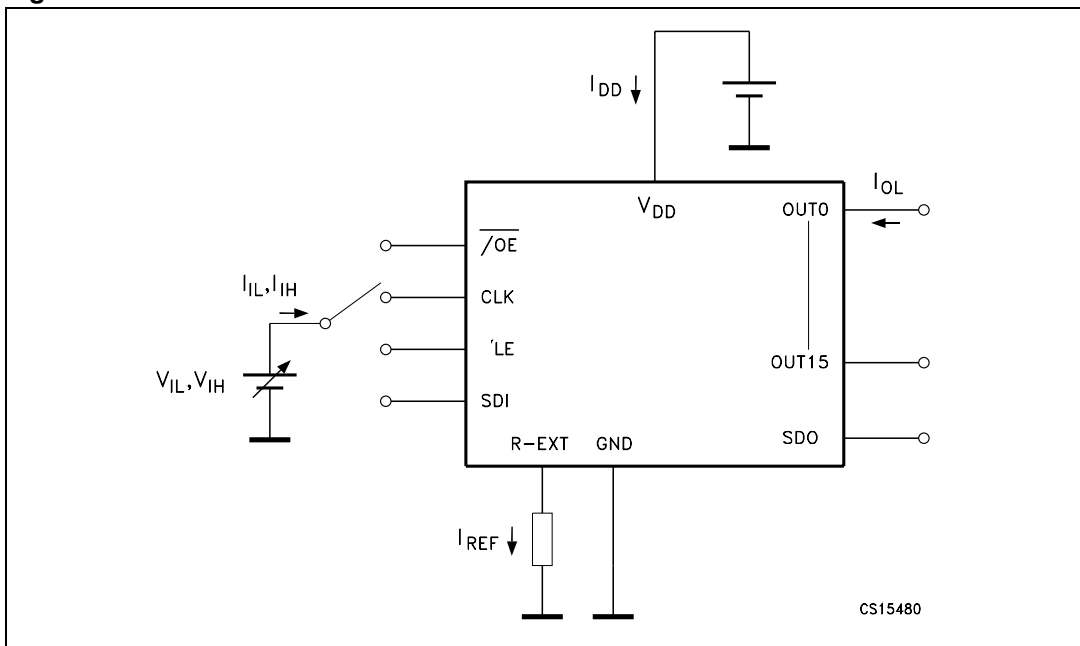 I_DD
V_DD
I_OL
OUT0
/OE
I_IL,I_IH
CLK
'LE
OUT15
V_IL,V_IH
SDI
SDO
R-EXT GND
I_REF
CS15480